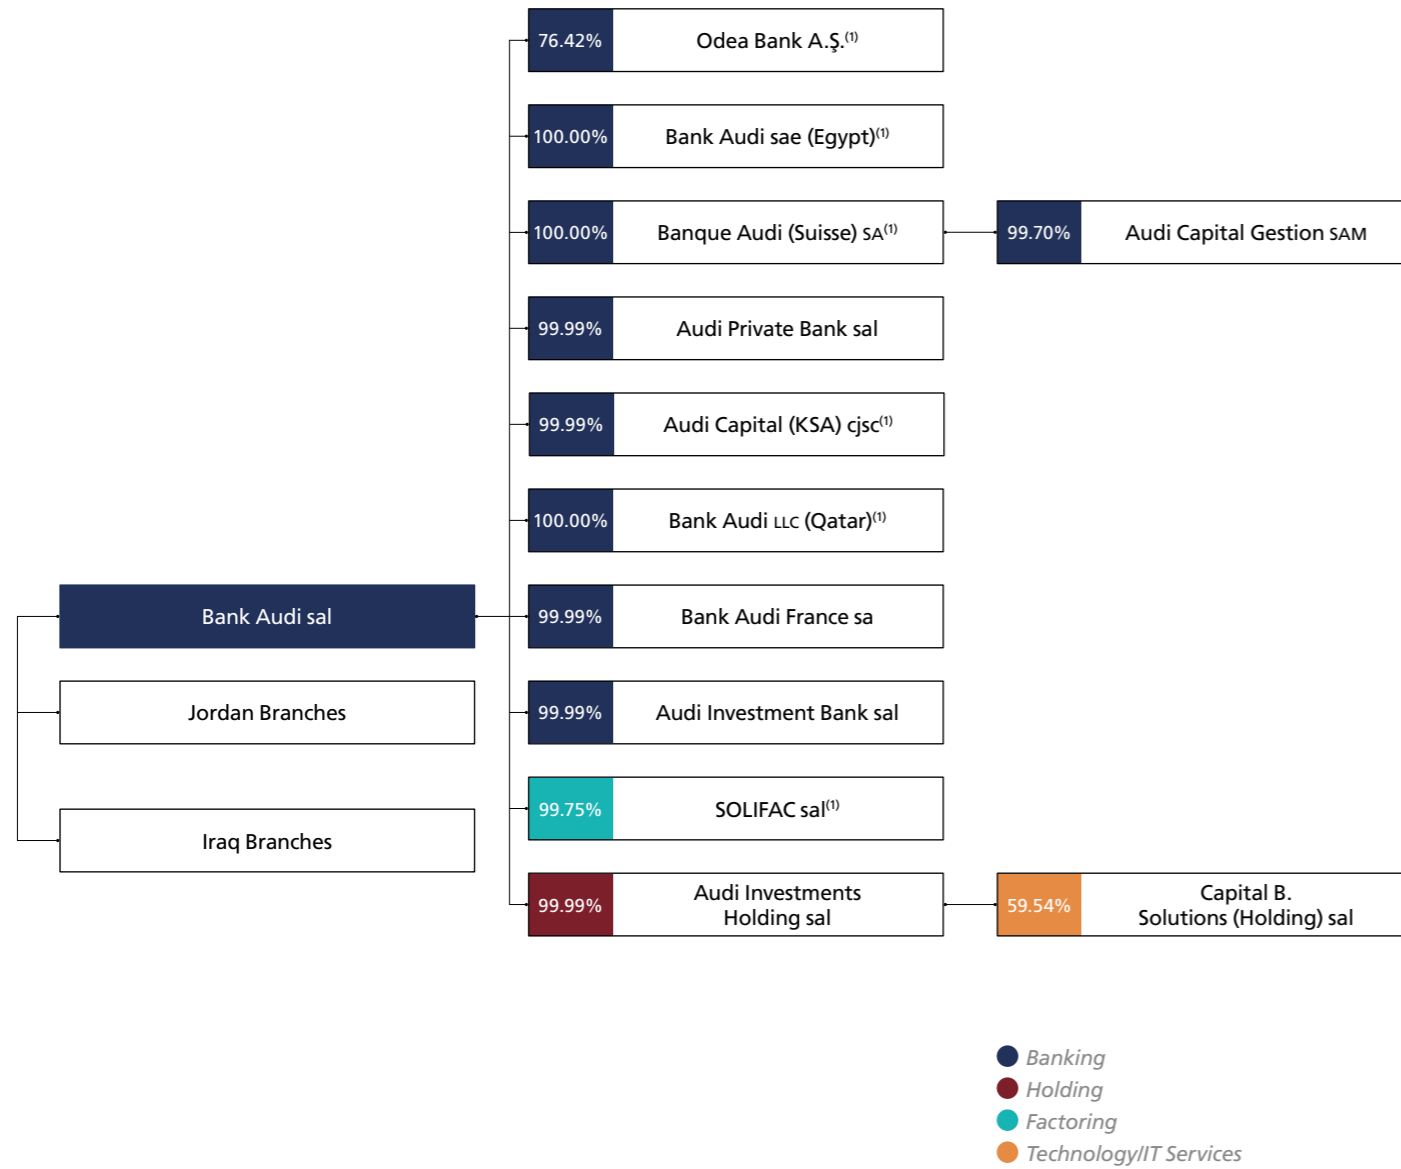 76.42% Odea Bank A.Ş.(1)
100.00% Bank Audi sae (Egypt)(1)
100.00% Banque Audi (Suisse) SA(1)
99.70% Audi Capital Gestion SAM
99.99% Audi Private Bank sal
99.99% Audi Capital (KSA) cjsc(1)
100.00% Bank Audi LLC (Qatar)(1)
Bank Audi sal
99.99% Bank Audi France sa
Jordan Branches
99.99% Audi Investment Bank sal
99.75% SOLIFAC sal(1)
Iraq Branches
99.99% Audi Investments
Holding sal
59.54% Capital B.
Solutions (Holding) sal
Banking
Holding
Factoring
Technology/IT Services